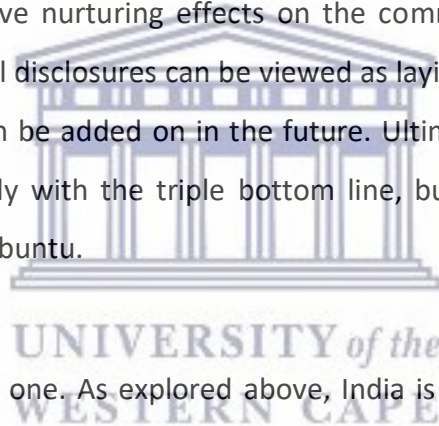 ve nurturing effects on the comm
l disclosures can be viewed as layi
n be added on in the future. Ultim
ly with the triple bottom line, bu
buntu.
UNIVERSITY of the
one. As explored above, India is
WESTERN CAPE